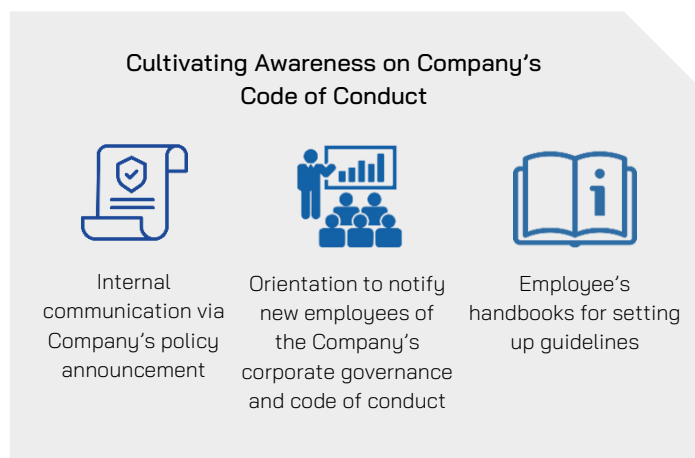 Cultivating Awareness on Company's
Code of Conduct
Internal
communication via
Company's policy
announcement
Orientation to notify
new employees of
the Company's
corporate governance
and code of conduct
Employee's
handbooks for setting
up guidelines